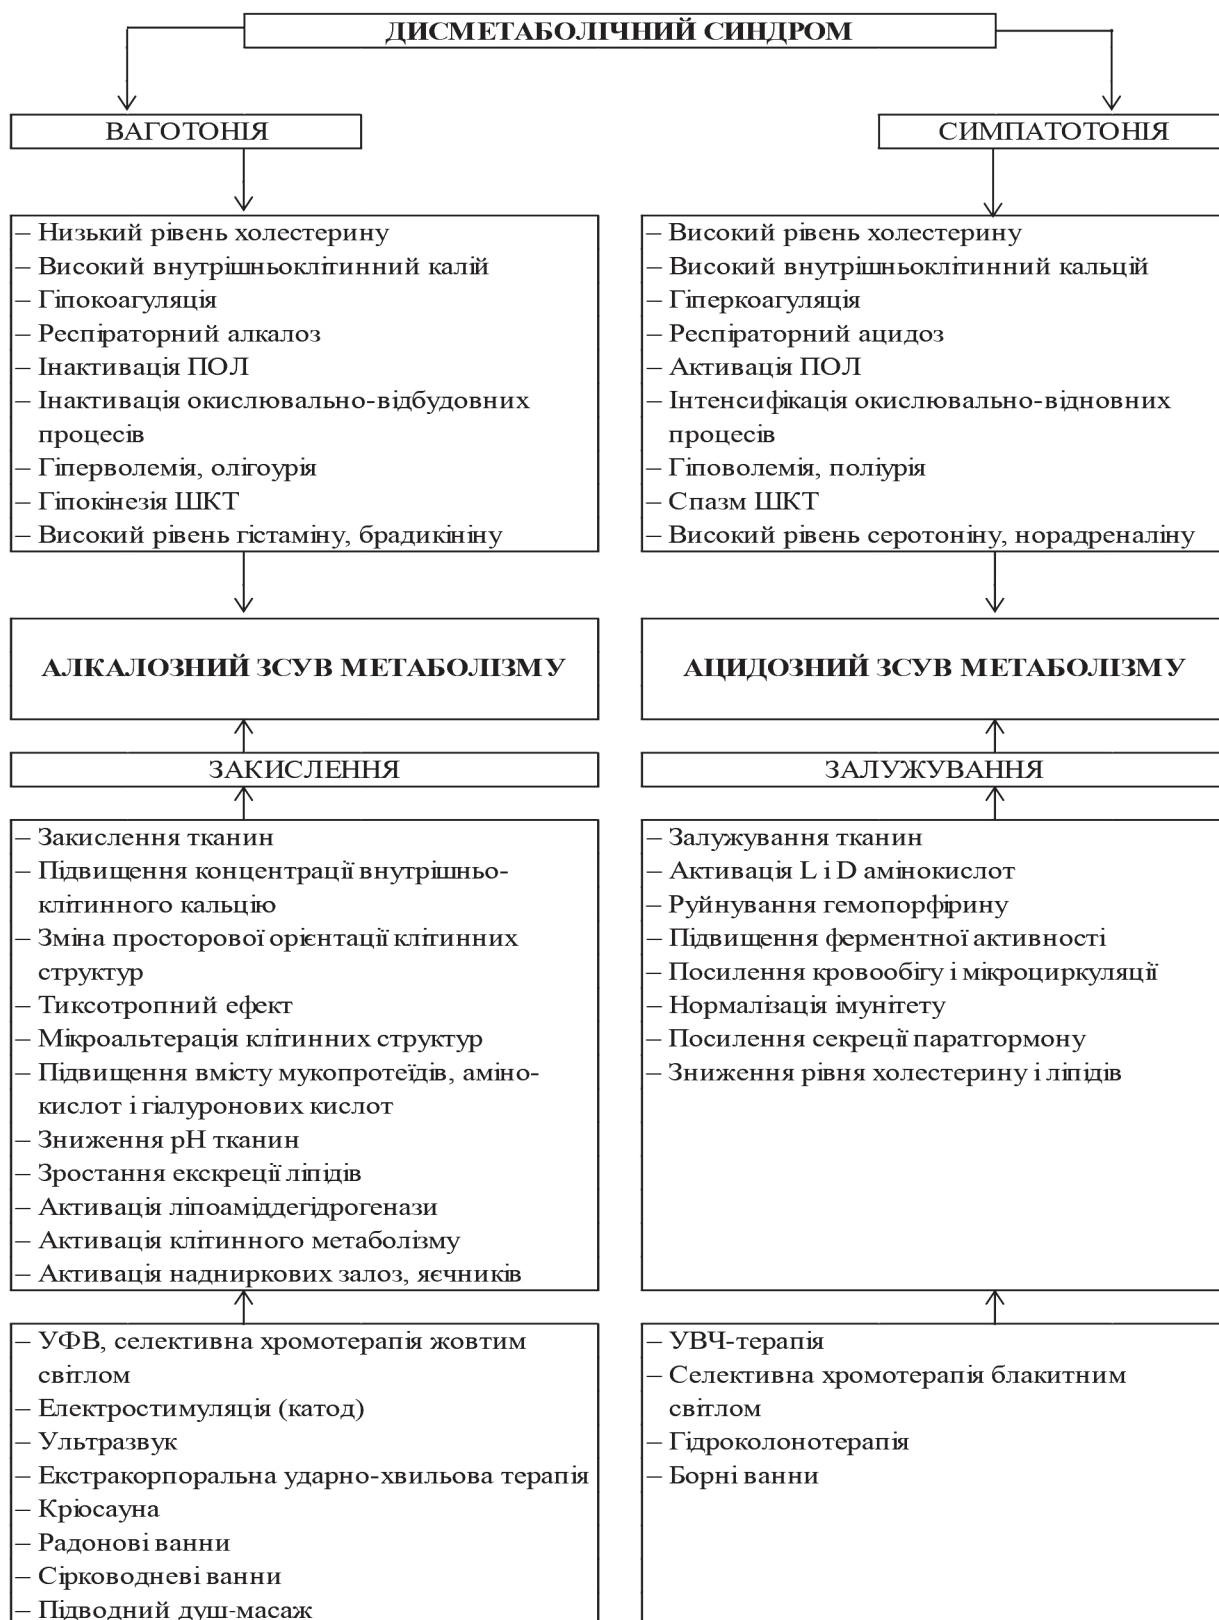 ДИСМЕТАБОЛІЧНИЙ СИНДРОМ
ВАГОТОНІЯ
СИМПАТОТОНІЯ
– Низький рівень холестерину
– Високий внутрішньоклітинний калій
– Гіпокоагуляція
– Респіраторний алкалоз
– Інактивація ПОЛ
– Інактивація окислювально-відбудовних
процесів
– Гіперволемія, олігоурія
– Гіпокінезія ШКТ
– Високий рівень гістаміну, брадикініну
– Високий рівень холестерину
– Високий внутрішньоклітинний кальцій
– Гіперкоагуляція
– Респіраторний ацидоз
– Активація ПОЛ
– Інтенсифікація окислювально-відновних
процесів
– Гіповолемія, поліурія
– Спазм ШКТ
– Високий рівень серотоніну, норадреналіну
АЛКАЛОЗНИЙ ЗСУВ МЕТАБОЛІЗМУ
АЦИДОЗНИЙ ЗСУВ МЕТАБОЛІЗМУ
ЗАКИСЛЕННЯ
ЗАЛУЖУВАННЯ
– Закислення тканин
– Підвищення концентрації внутрішньо-
клітинного кальцію
– Зміна просторової орієнтації клітинних
структур
– Тиксотропний ефект
– Мікроальтерація клітинних структур
– Підвищення вмісту мукопротеїдів, аміно-
кислот і гіалуронових кислот
– Зниження рН тканин
– Зростання екскреції ліпідів
– Активація ліпоаміддегідрогенази
– Активація клітинного метаболізму
– Активація надниркових залоз, яєчників
– Залужування тканин
– Активація L і D амінокислот
– Руйнування гемопорфірину
– Підвищення ферментної активності
– Посилення кровообігу і мікроциркуляції
– Нормалізація імунітету
– Посилення секреції паратгормону
– Зниження рівня холестерину і ліпідів
– УФВ, селективна хромотерапія жовтим
світлом
– Електростимуляція (катод)
– Ультразвук
– Екстракорпоральна ударно-хвильова терапія
– Кріосауна
– Радонові ванни
– Сірководневі ванни
– Підводний душ-масаж
– УВЧ-терапія
– Селективна хромотерапія блакитним
світлом
– Гідроколонотерапія
– Борні ванни